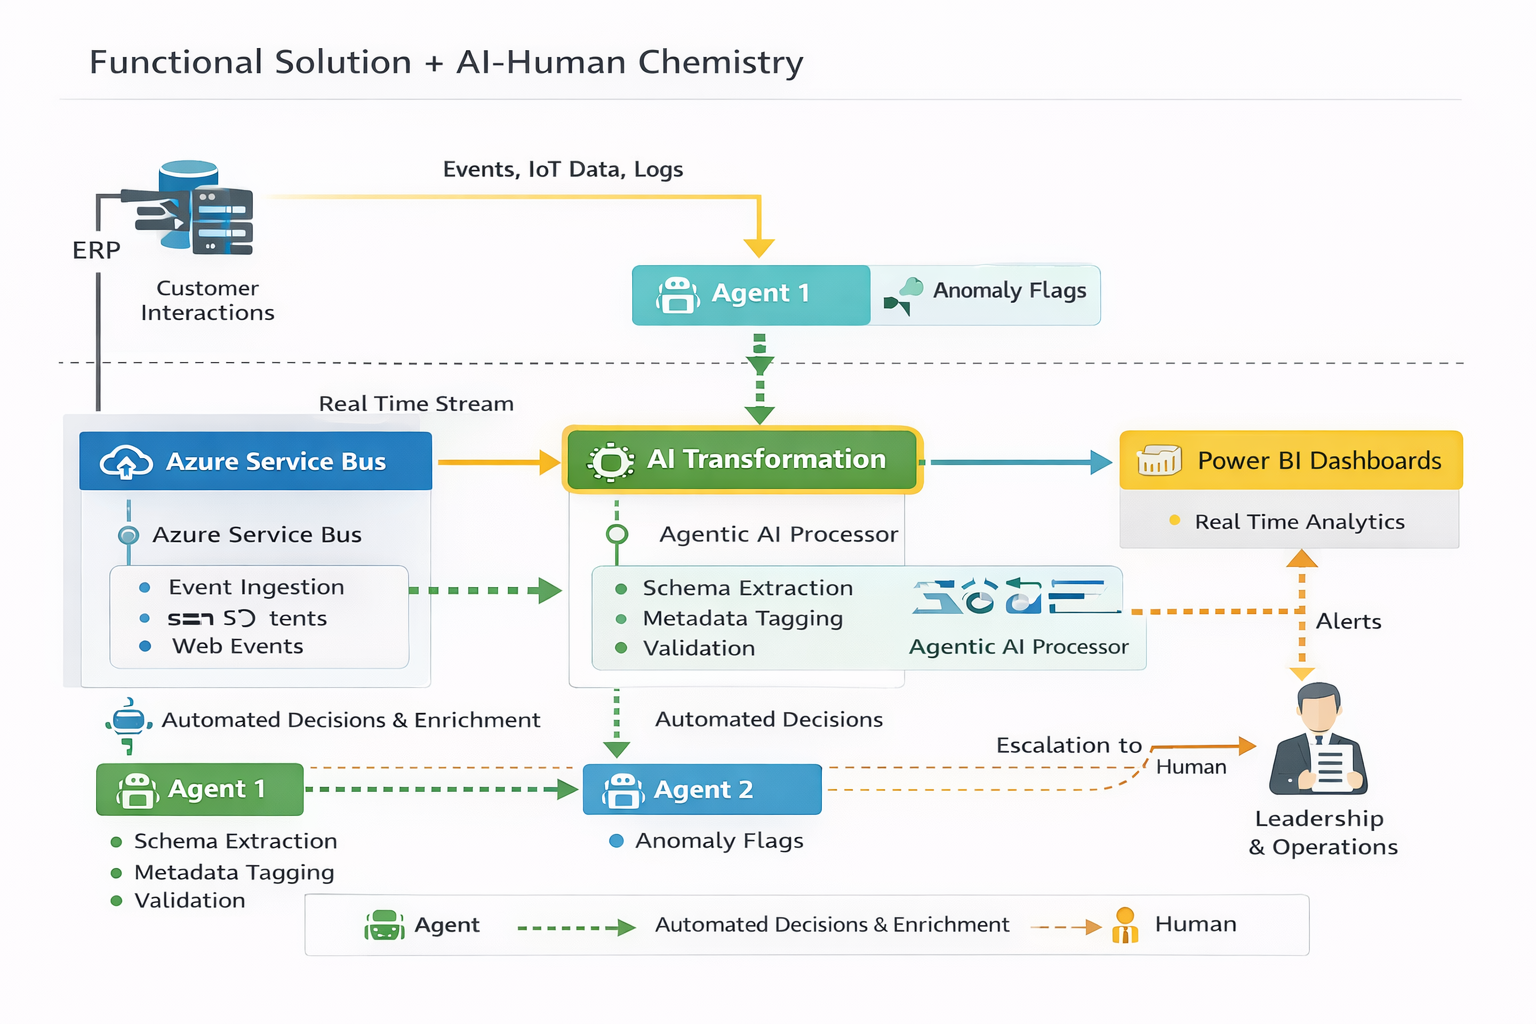 Functional Solution + AI-Human Chemistry
Events, IoT Data, Logs
ERP
Customer
Interactions
Agent 1
Anomaly Flags
Real Time Stream
Azure Service Bus
AI Transformation
Power BI Dashboards
Real Time Analytics
Azure Service Bus
Event Ingestion
tents
Web Events
Agentic AI Processor
Schema Extraction
Metadata Tagging
Validation
Agentic AI Processor
Alerts
Automated Decisions & Enrichment
Automated Decisions
Escalation to
Human
Agent 1
Agent 2
Schema Extraction
Metadata Tagging
Validation
Anomaly Flags
Leadership
& Operations
Agent
Automated Decisions & Enrichment
Human